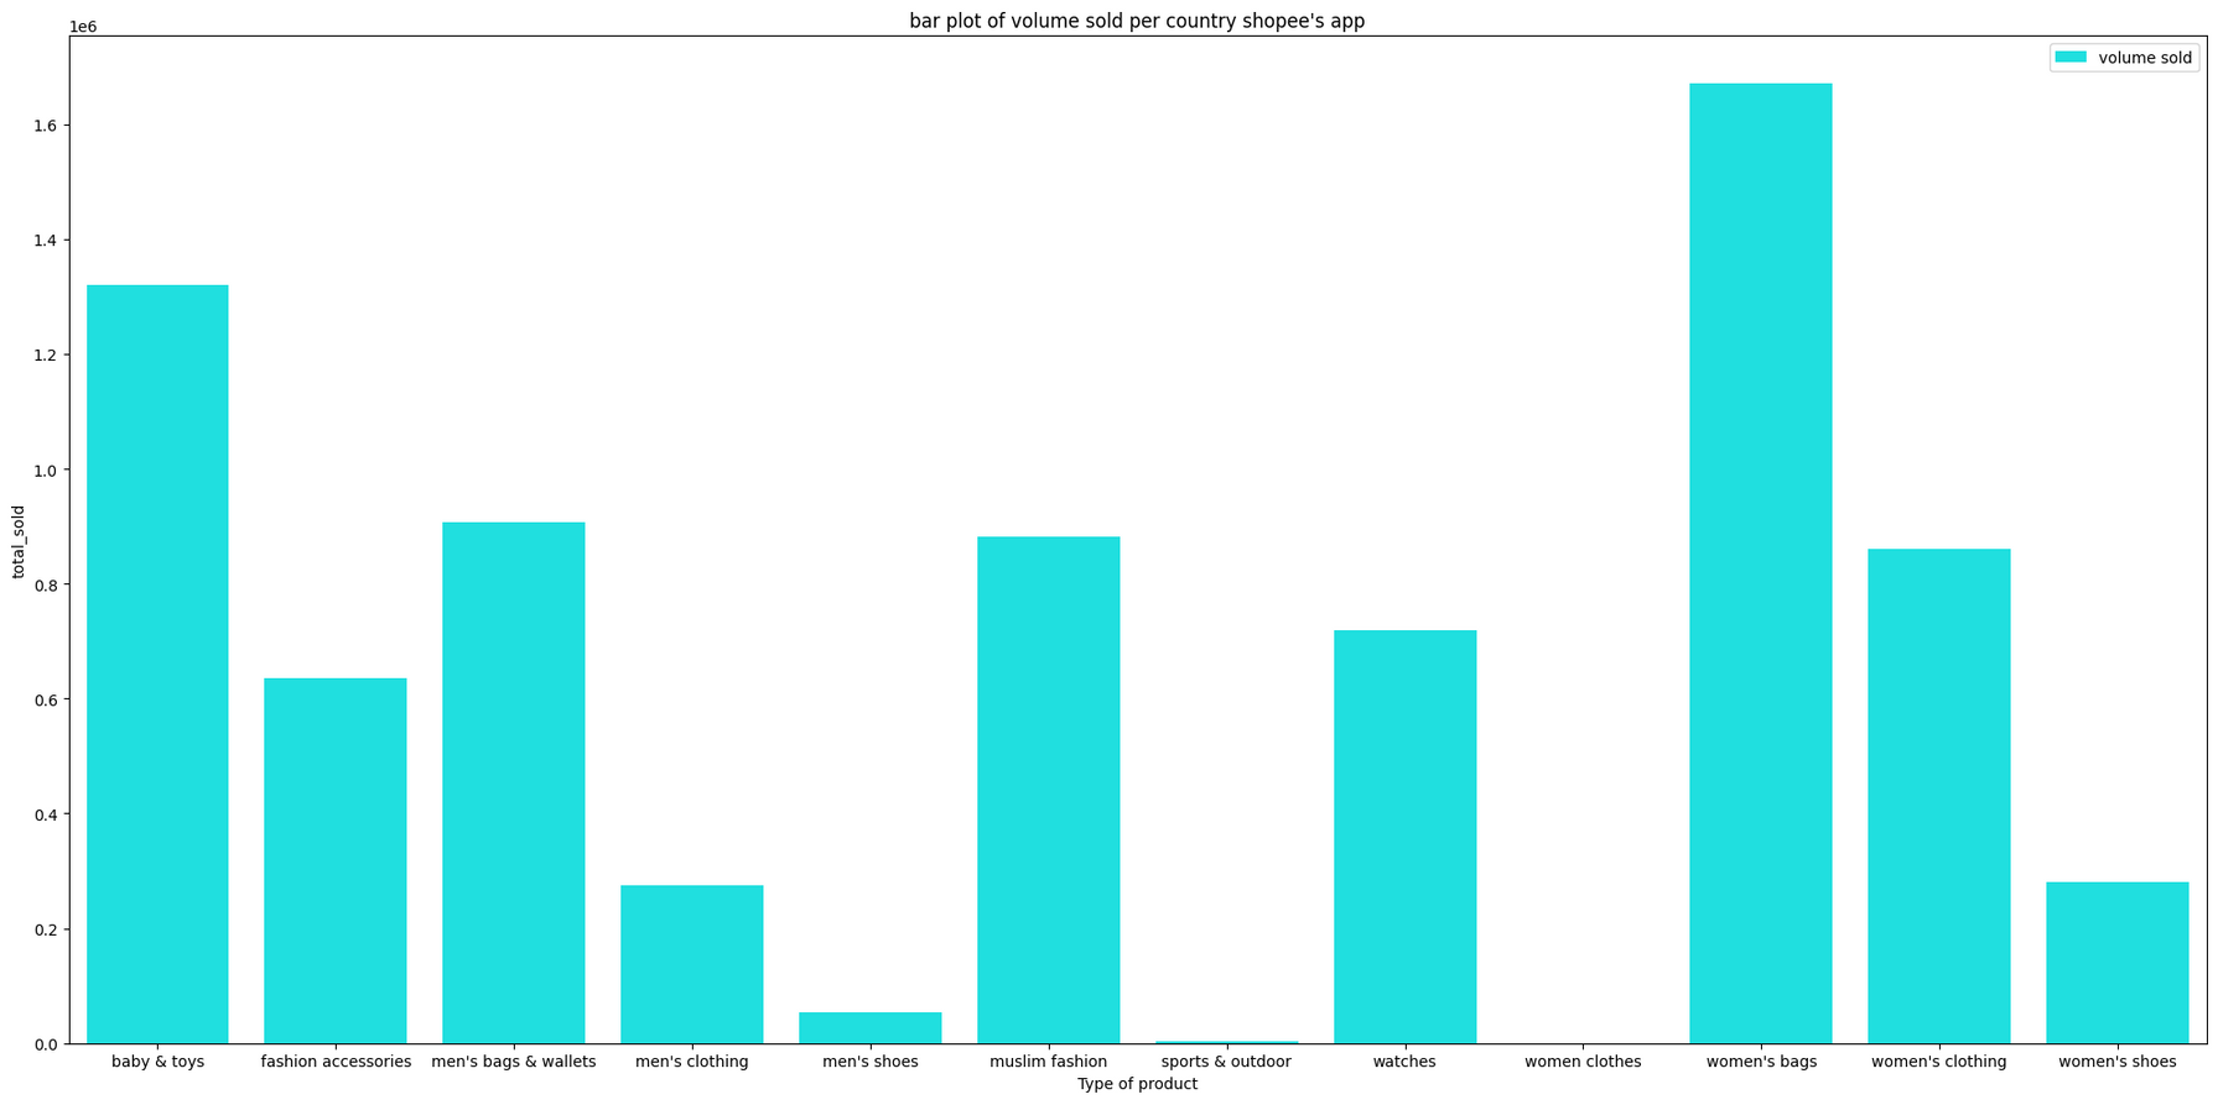 bar plot of volume sold per country shopee's app
1e6
volume sold
1.6
1.4
1.2
1.0
0.8
0.6
0.4
0.2
0.0
total_sold
baby & toys fashion accessories men's bags & wallets men's clothing men's shoes muslim fashion sports & outdoor watches women clothes women's bags women's clothing women's shoes
Type of product